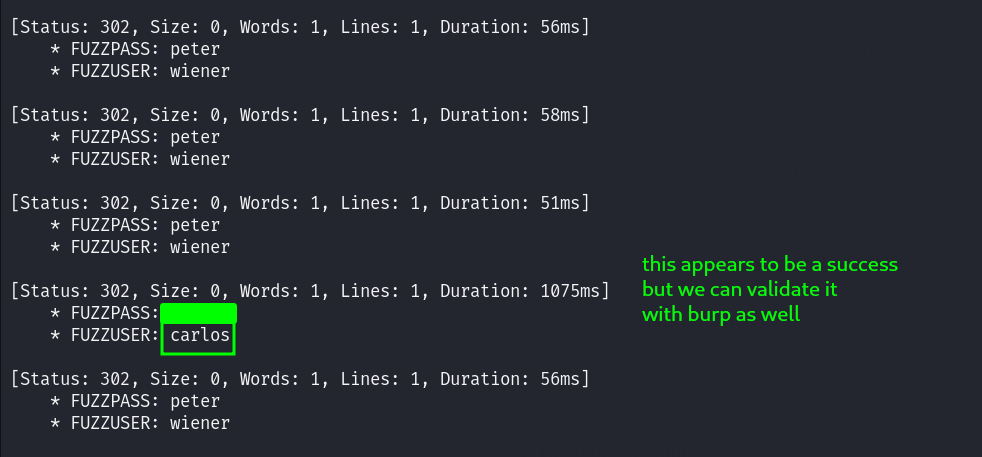 [Status: 302, Size: 0, Words: 1, Lines: 1, Duration: 56ms]
* FUZZPASS: peter
* FUZZUSER: wiener
[Status: 302, Size: 0, Words: 1, Lines: 1, Duration: 58ms]
* FUZZPASS: peter
* FUZZUSER: wiener
[Status: 302, Size: 0, Words: 1, Lines: 1, Duration: 51ms]
* FUZZPASS: peter
* FUZZUSER: wiener
[Status: 302, Size: 0, Words: 1, Lines: 1, Duration: 1075ms]
* FUZZPASS:
* FUZZUSER: carlos
this appears to be a success
but we can validate it
with burp as well
[Status: 302, Size: 0, Words: 1, Lines: 1, Duration: 56ms]
* FUZZPASS: peter
* FUZZUSER: wiener